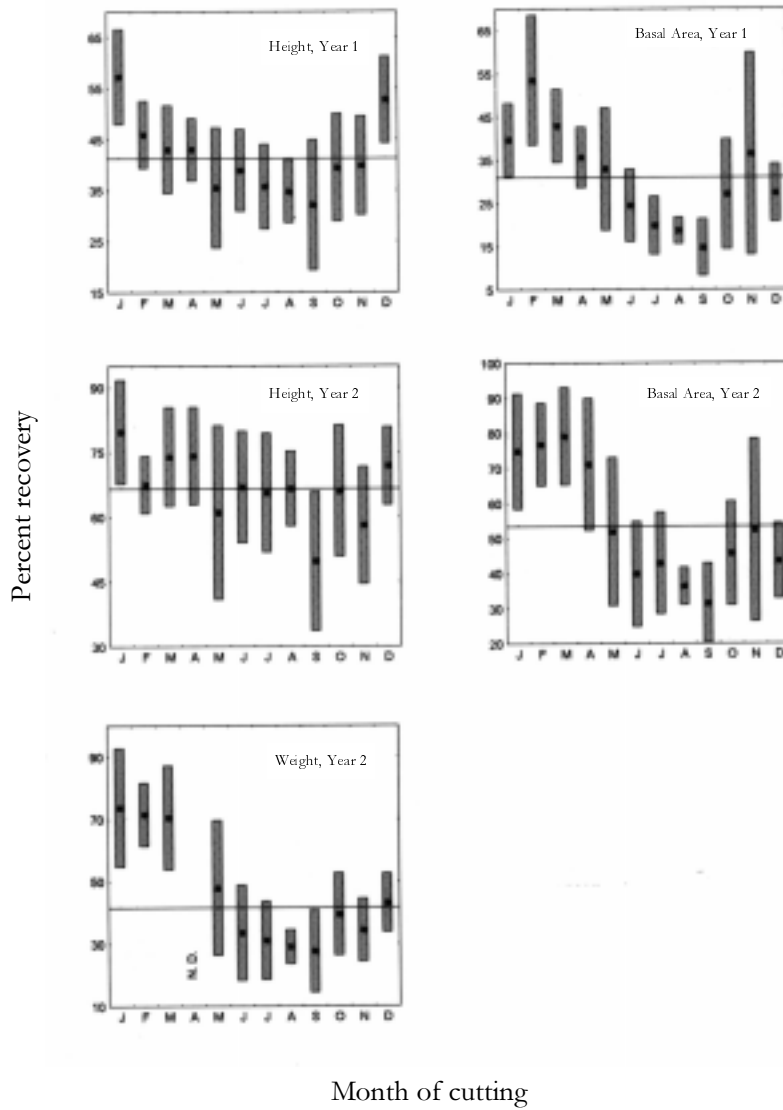 Percent recovery
Height, Year 1
65
55
45
35
25
15
J F M A M J J A S O N D
Basal Area, Year 1
65
55
45
35
25
15
5
J F M A M J J A S O N D
Height, Year 2
90
75
60
45
30
J F M A M J J A S O N D
Basal Area, Year 2
100
90
80
70
60
50
40
30
20
J F M A M J J A S O N D
Weight, Year 2
90
70
50
30
10
N.D.
J F M A M J J A S O N D
Month of cutting